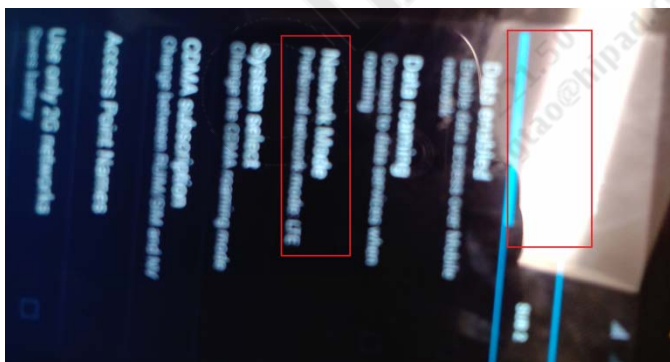 SIM 2
Data enabled
Enable data access over Mobile
network
Data roaming
Connect to data services when
roaming
Network Mode
Preferred network mode: LTE
System select
Change the CDMA roaming mode
CDMA subscription
Change between RUIM/SIM and NV
Access Point Names
Use only 2G networks
Saves battery